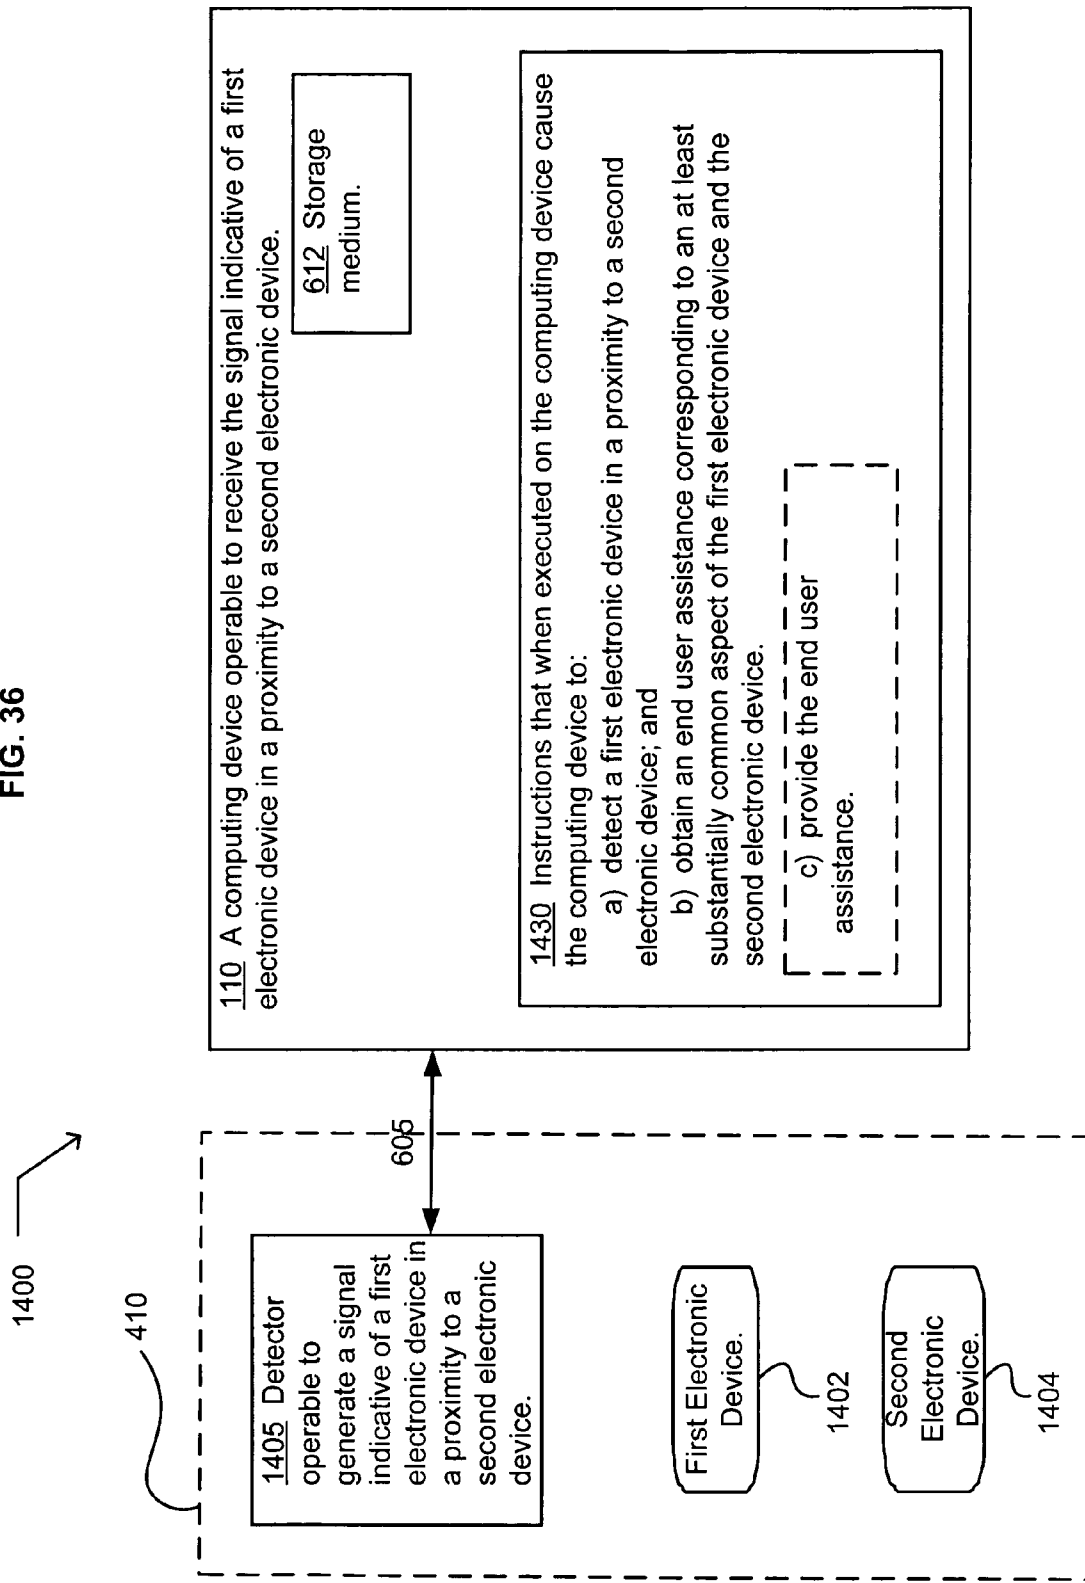 FIG. 36
1400
410
1405 Detector
operable to
generate a signal
indicative of a first
electronic device in
a proximity to a
second electronic
device.
First Electronic
Device.
1402
Second
Electronic
Device.
1404
605
110 A computing device operable to receive the signal indicative of a first
electronic device in a proximity to a second electronic device.
612 Storage
medium.
1430 Instructions that when executed on the computing device cause
the computing device to:
a) detect a first electronic device in a proximity to a second
electronic device; and
b) obtain an end user assistance corresponding to an at least
substantially common aspect of the first electronic device and the
second electronic device.
c) provide the end user
assistance.